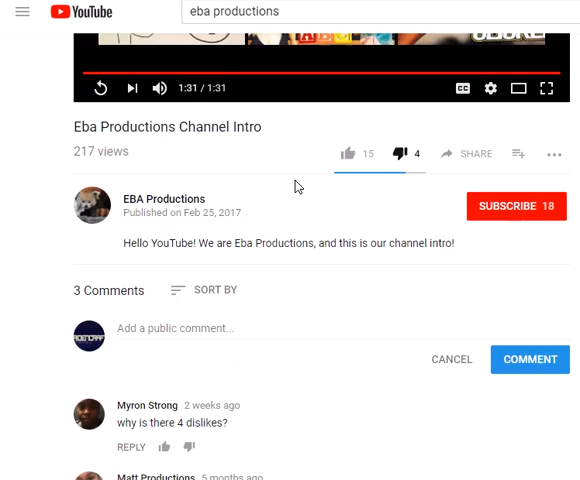 YouTube
eba productions
1:31 / 1:31
CC
Eba Productions Channel Intro
217 views
15
4
SHARE
EBA Productions
Published on Feb 25, 2017
SUBSCRIBE 18
Hello YouTube! We are Eba Productions, and this is our channel intro!
3 Comments
SORT BY
Add a public comment...
CANCEL
COMMENT
Myron Strong 2 weeks ago
why is there 4 dislikes?
REPLY
Matt Productions 5 months ago